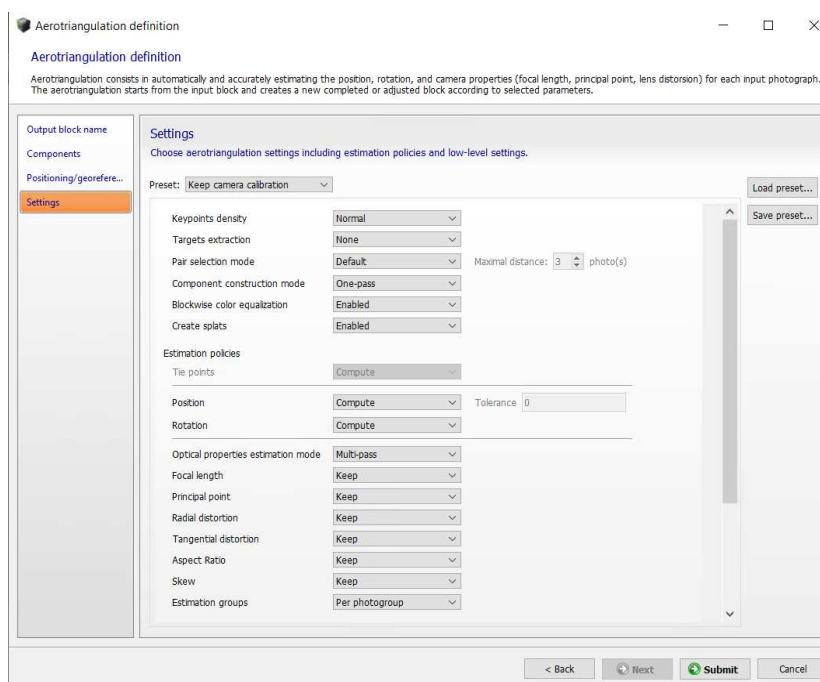 Aerotriangulation definition
Aerotriangulation definition
Aerotriangulation consists in automatically and accurately estimating the position, rotation, and camera properties (focal length, principal point, lens distorsion) for each input photograph.
The aerotriangulation starts from the input block and creates a new completed or adjusted block according to selected parameters.
Output block name
Components
Positioning/georefere...
Settings
Settings
Choose aerotriangulation settings including estimation policies and low-level settings.
Preset: Keep camera calibration
Load preset...
Save preset...
Keypoints density Normal
Targets extraction None
Pair selection mode Default Maximal distance: 3 photo(s)
Component construction mode One-pass
Blockwise color equalization Enabled
Create splats Enabled
Estimation policies
Tie points Compute
Position Compute Tolerance 0
Rotation Compute
Optical properties estimation mode Multi-pass
Focal length Keep
Principal point Keep
Radial distortion Keep
Tangential distortion Keep
Aspect Ratio Keep
Skew Keep
Estimation groups Per photogroup
< Back Next Submit Cancel